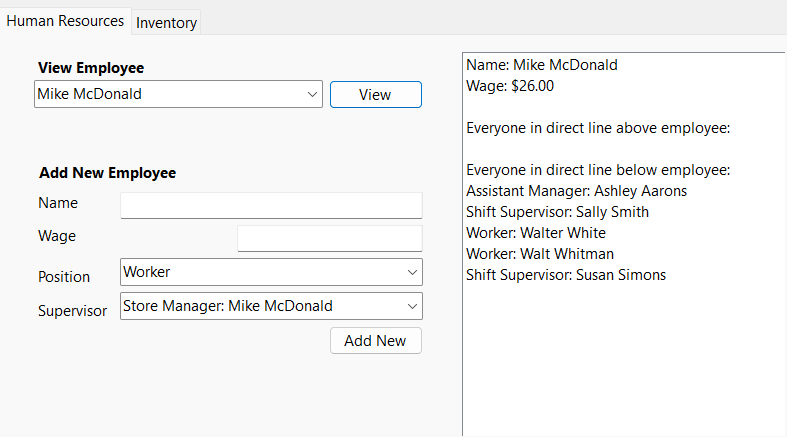 Human Resources
Inventory
View Employee
Mike McDonald
View
Add New Employee
Name
Wage
Position
Worker
Supervisor
Store Manager: Mike McDonald
Add New
Name: Mike McDonald
Wage: $26.00
Everyone in direct line above employee:
Everyone in direct line below employee:
Assistant Manager: Ashley Aarons
Shift Supervisor: Sally Smith
Worker: Walter White
Worker: Walt Whitman
Shift Supervisor: Susan Simons